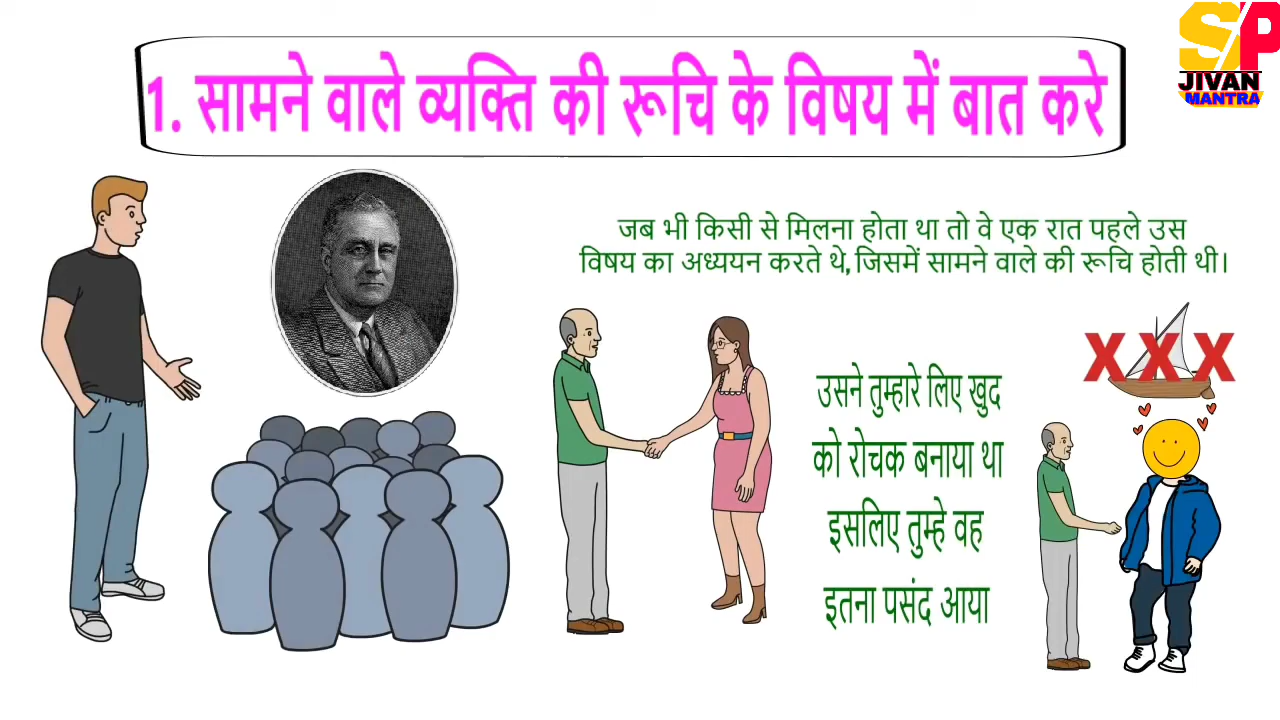 1. सामने वाले व्यक्ति की रूचि के विषय में बात करे
SP
JIVAN
MANTRA
जब भी किसी से मिलना होता था तो वे एक रात पहले उस
विषय का अध्ययन करते थे, जिसमें सामने वाले की रूचि होती थी।
XXX
उसने तुम्हारे लिए खुद
को रोचक बनाया था
इसलिए तुम्हे वह
इतना पसंद आया